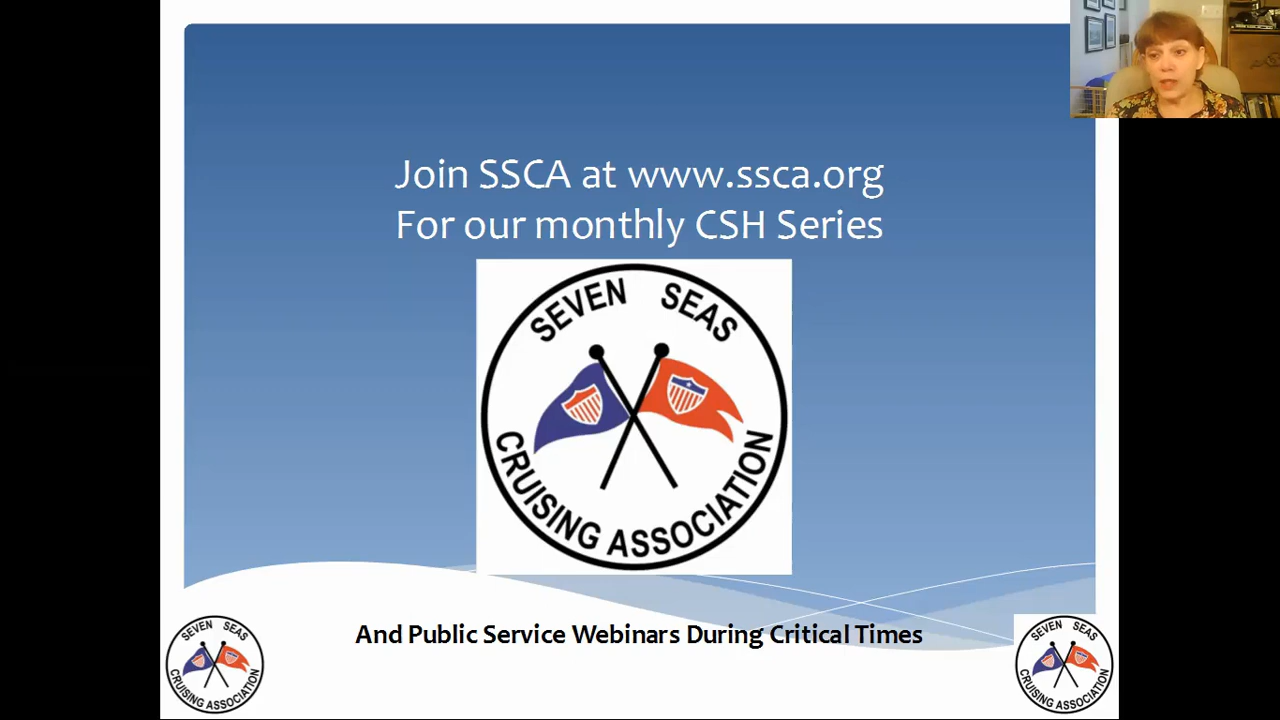 Join SSCA at www.ssca.org
For our monthly CSH Series
SEVEN SEAS
CRUISING ASSOCIATION
And Public Service Webinars During Critical Times
SEVEN SEAS
CRUISING ASSOCIATION
SEVEN SEAS
CRUISING ASSOCIATION